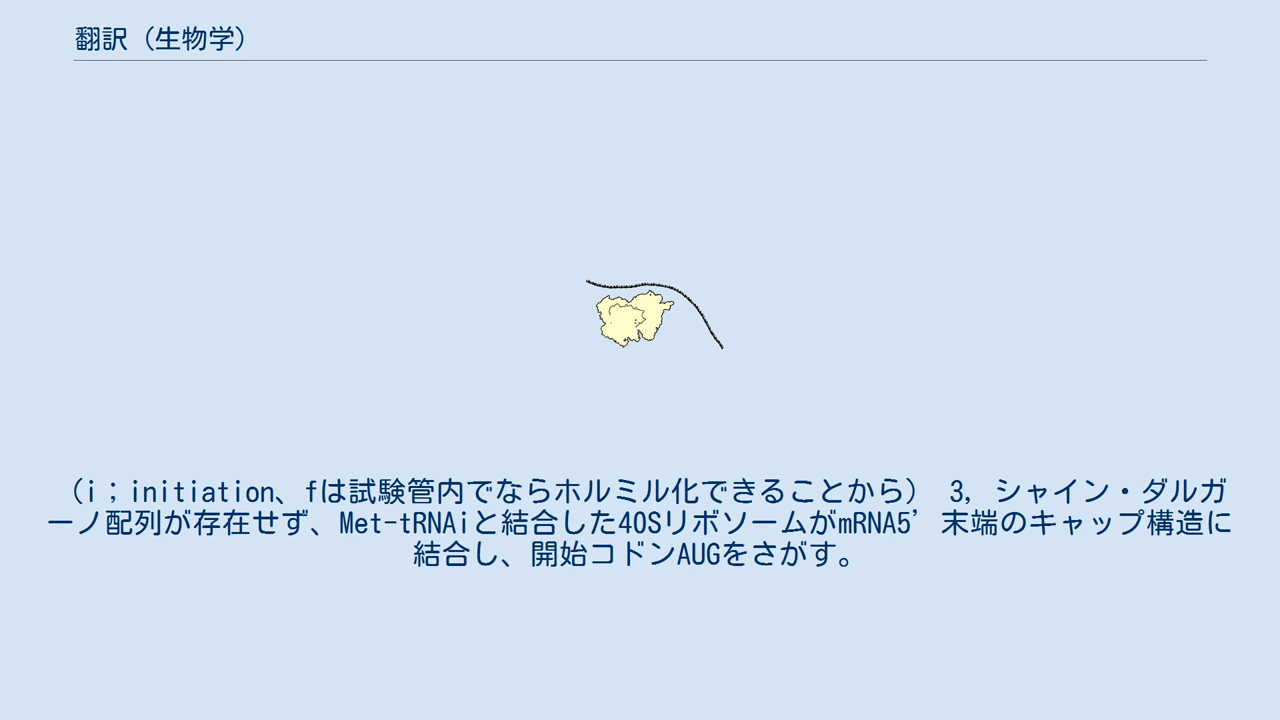 翻訳（生物学）
（i；initiation、fは試験管内でならホルミル化できることから） 3, シャイン・ダルガ
ーノ配列が存在せず、Met-tRNAiと結合した40SリボソームがmRNA5’末端のキャップ構造に
結合し、開始コドンAUGをさがす。